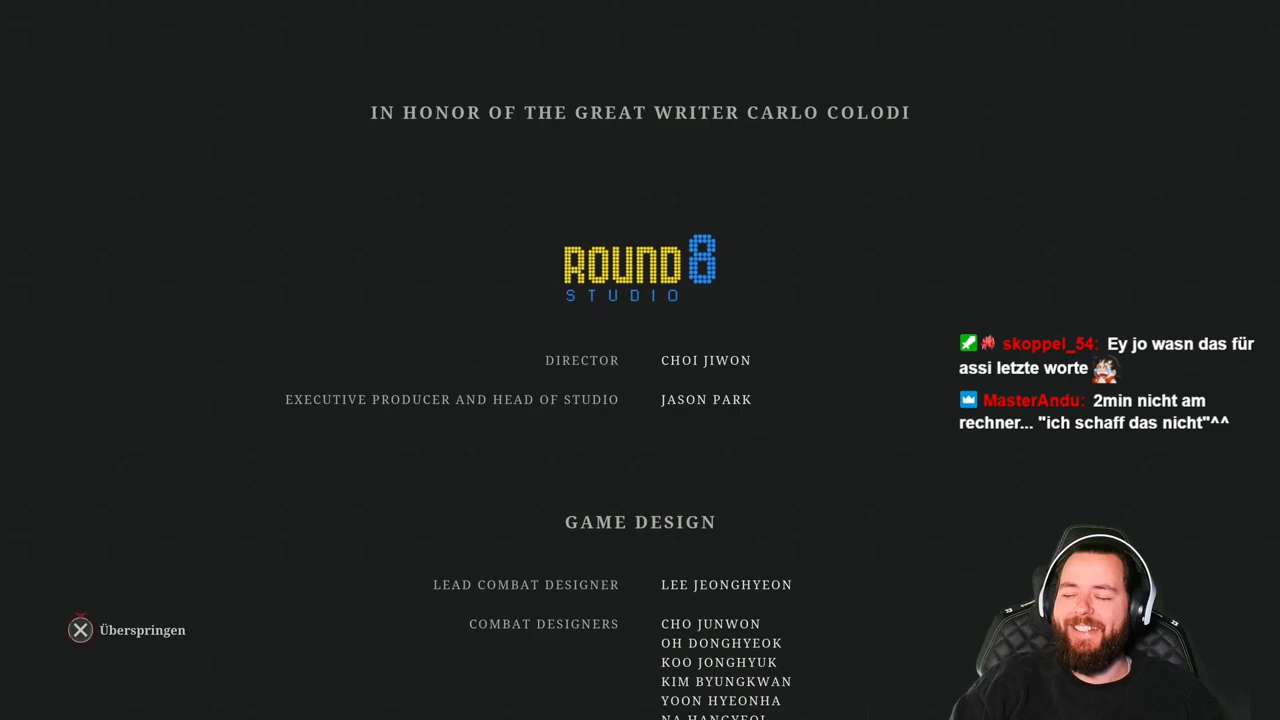 IN HONOR OF THE GREAT WRITER CARLO COLODI
ROUND8
STUDIO
DIRECTOR CHOI JIWON
EXECUTIVE PRODUCER AND HEAD OF STUDIO JASON PARK
skoppel_54: Ey jo wasn das für
assi letzte worte
MasterAndu: 2min nicht am
rechner... "ich schaff das nicht"^^
GAME DESIGN
LEAD COMBAT DESIGNER LEE JEONGHYEON
COMBAT DESIGNERS CHO JUNWON
OH DONGHYEOK
KOO JONGHYUK
KIM BYUNGKWAN
YOON HYEONHA
NA HANGYEOL
Überspringen